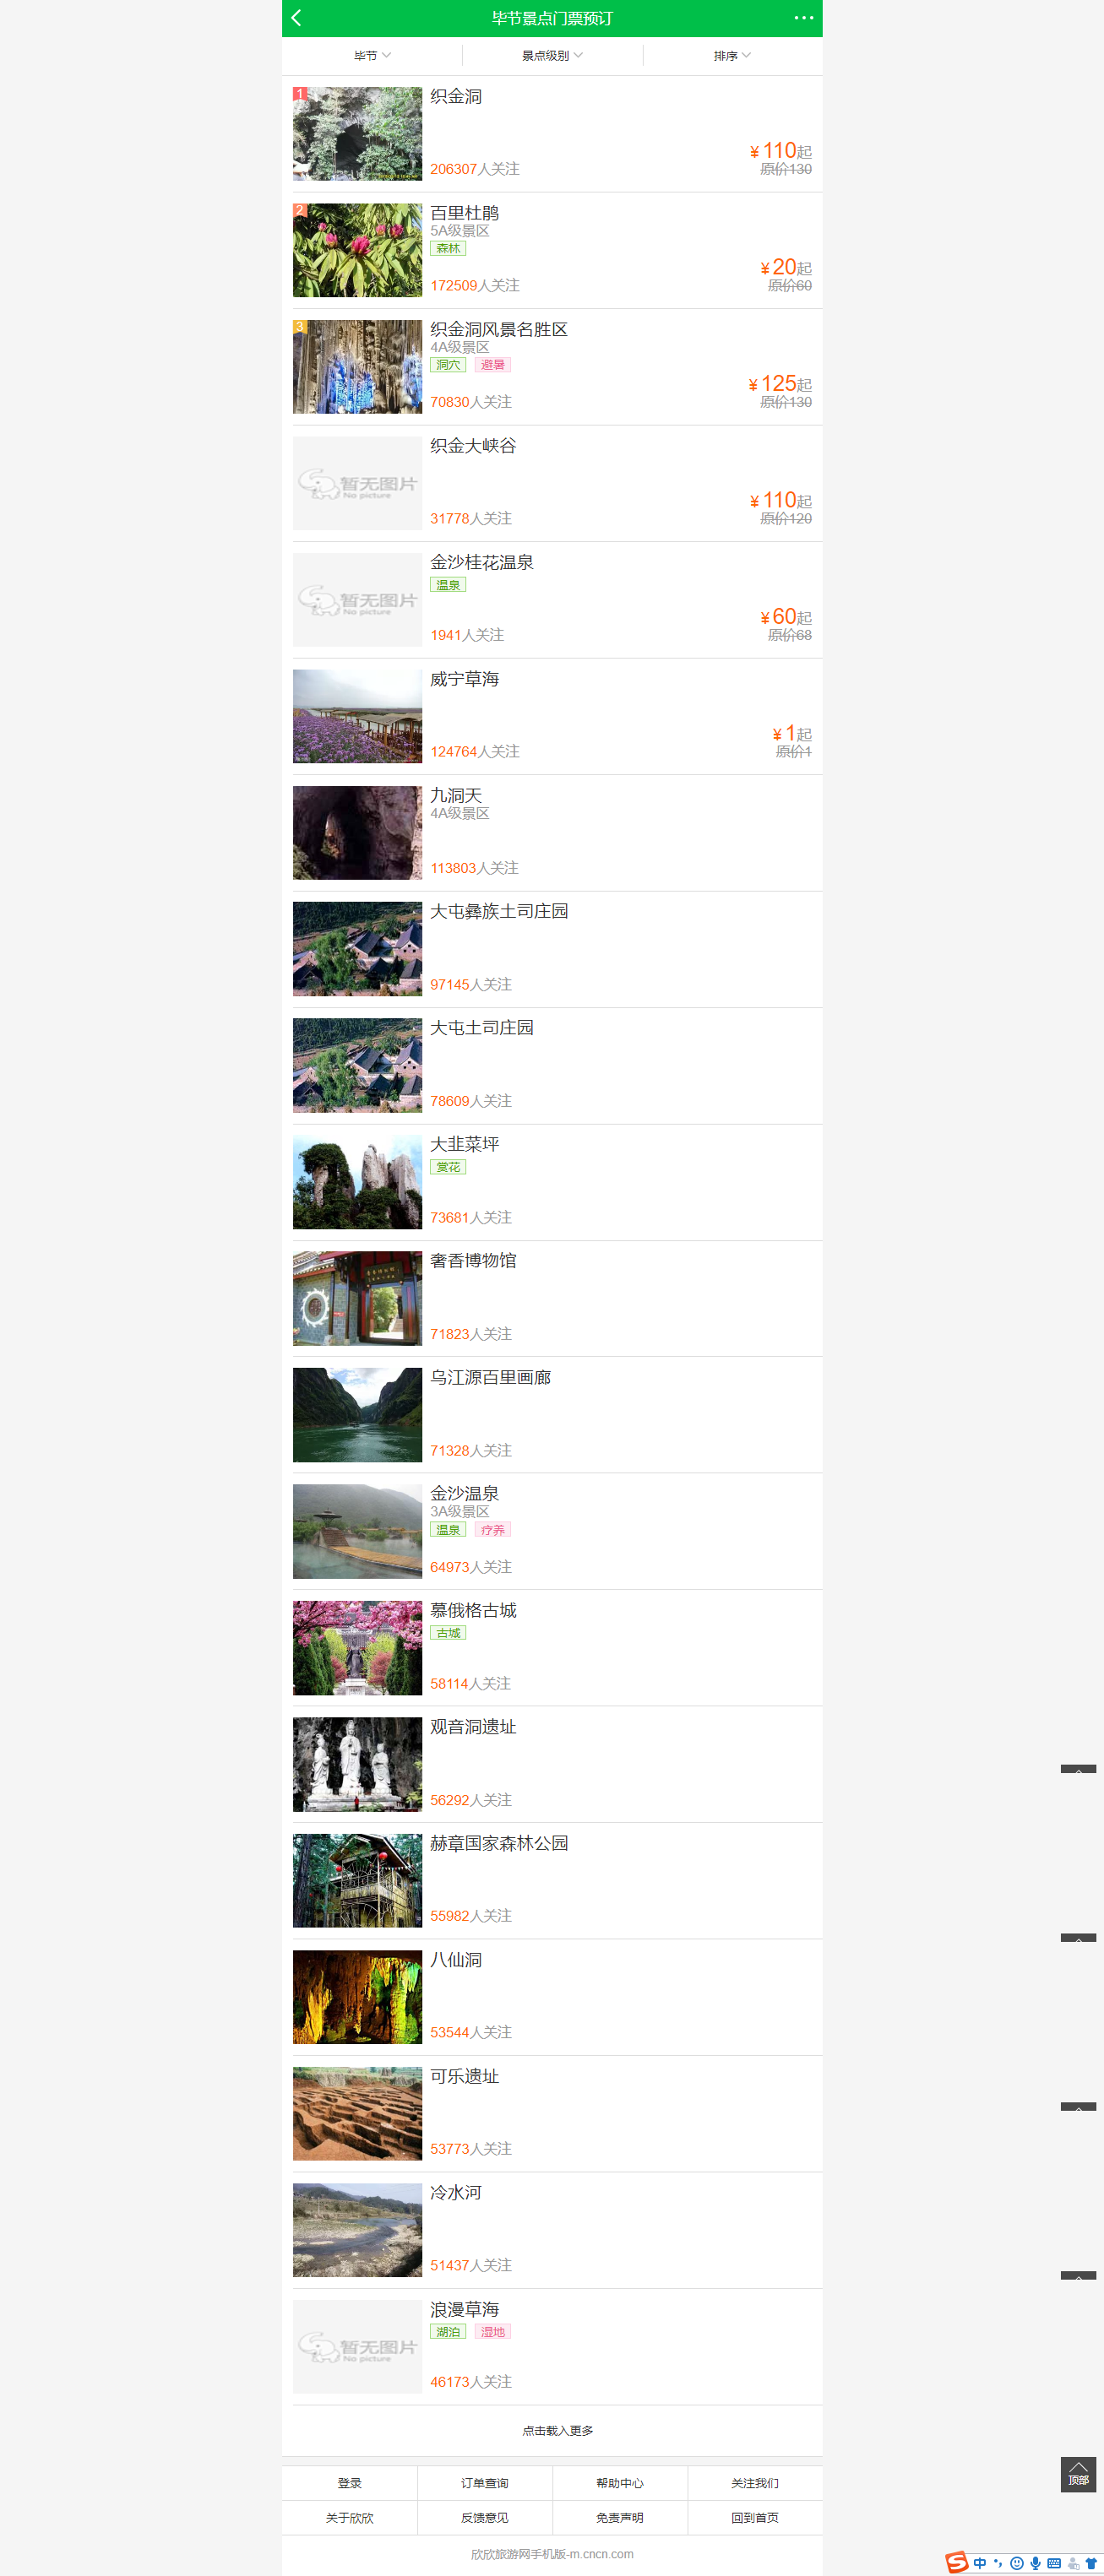 毕节景点门票预订
毕节
景点级别
排序
1
织金洞
206307人关注
¥110起
原价130
2
百里杜鹃
5A级景区
森林
172509人关注
¥20起
原价60
3
织金洞风景名胜区
4A级景区
洞穴 避暑
70830人关注
¥125起
原价130
暂无图片
No picture
织金大峡谷
31778人关注
¥110起
原价120
暂无图片
No picture
金沙桂花温泉
温泉
1941人关注
¥60起
原价68
威宁草海
124764人关注
¥1起
原价1
九洞天
4A级景区
113803人关注
大屯彝族土司庄园
97145人关注
大屯土司庄园
78609人关注
大韭菜坪
赏花
73681人关注
奢香博物馆
71823人关注
乌江源百里画廊
71328人关注
金沙温泉
3A级景区
温泉 疗养
64973人关注
慕俄格古城
古城
58114人关注
观音洞遗址
56292人关注
赫章国家森林公园
55982人关注
八仙洞
53544人关注
可乐遗址
53773人关注
冷水河
51437人关注
暂无图片
No picture
浪漫草海
湖泊 湿地
46173人关注
点击载入更多
顶部
登录 订单查询 帮助中心 关注我们
关于欣欣 反馈意见 免责声明 回到首页
欣欣旅游网手机版-m.cncn.com
中